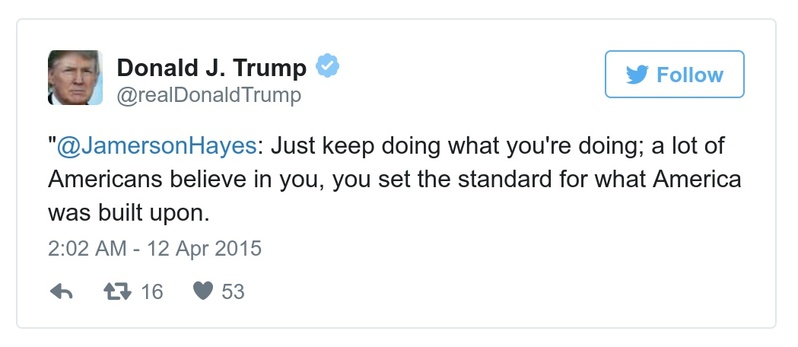 Donald J. Trump
@realDonaldTrump
Follow
"@JamersonHayes: Just keep doing what you're doing; a lot of
Americans believe in you, you set the standard for what America
was built upon.
2:02 AM - 12 Apr 2015
16 53